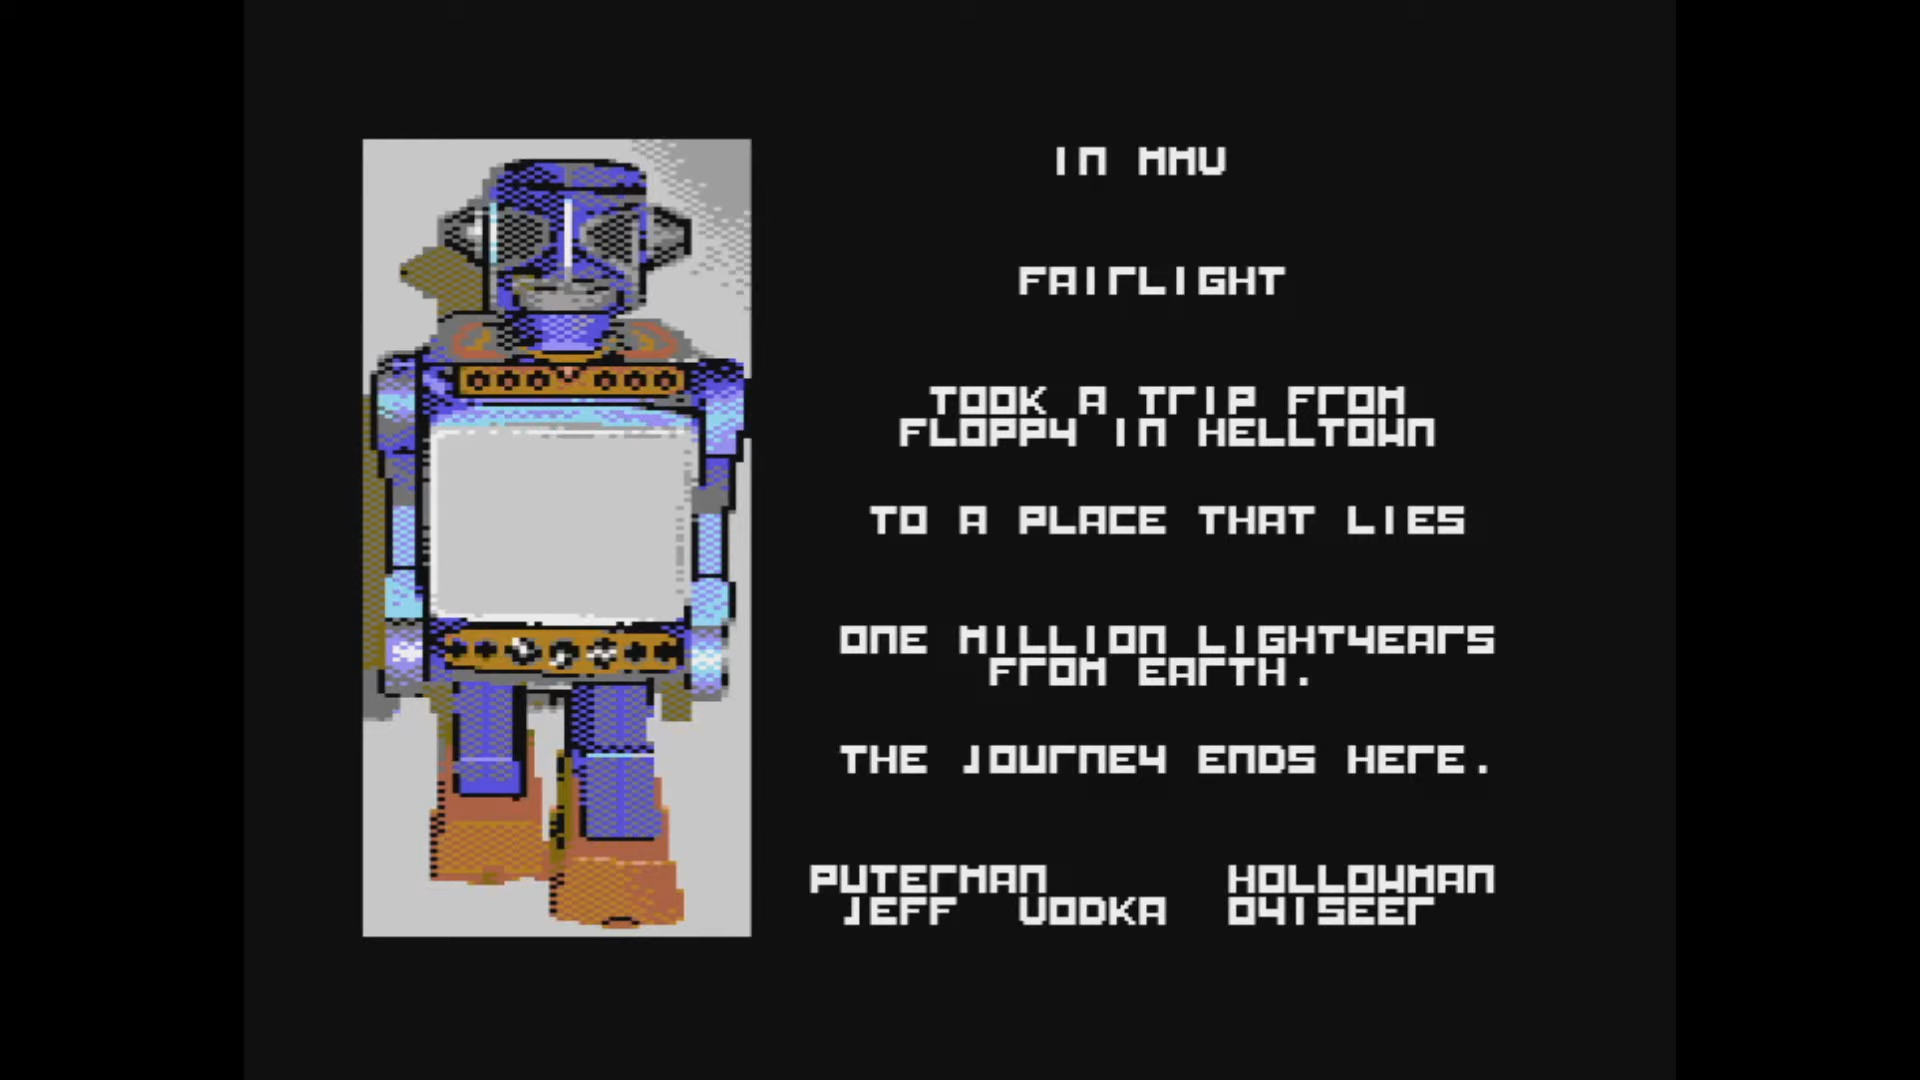 IN MMV
FAIRLIGHT
TOOK A TRIP FROM
FLOPPY IN HELLTOWN
TO A PLACE THAT LIES
ONE MILLION LIGHTYEARS
FROM EARTH.
THE JOURNEY ENDS HERE.
PUTERMAN HOLLOWMAN
JEFF VODKA 041SEER